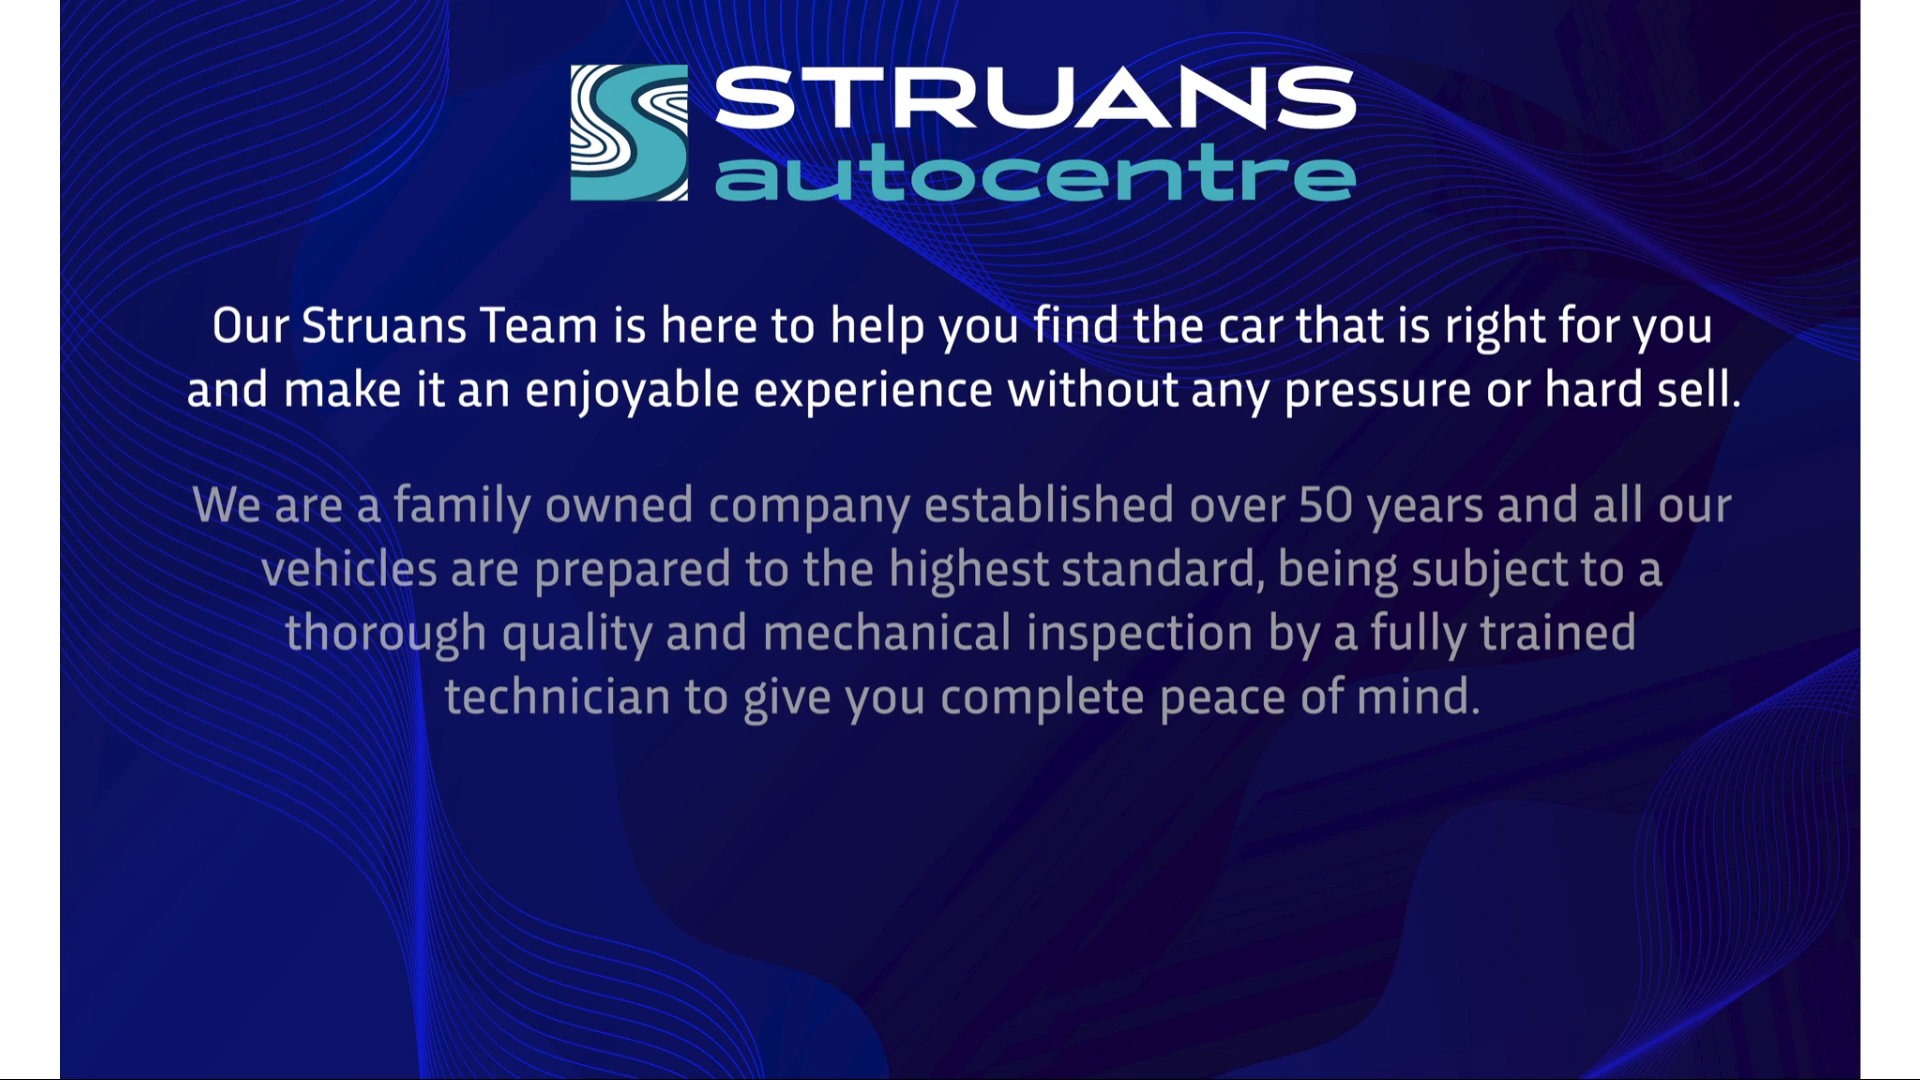 STRUANS
autocentre
Our Struans Team is here to help you find the car that is right for you
and make it an enjoyable experience without any pressure or hard sell.
We are a family owned company established over 50 years and all our
vehicles are prepared to the highest standard, being subject to a
thorough quality and mechanical inspection by a fully trained
technician to give you complete peace of mind.